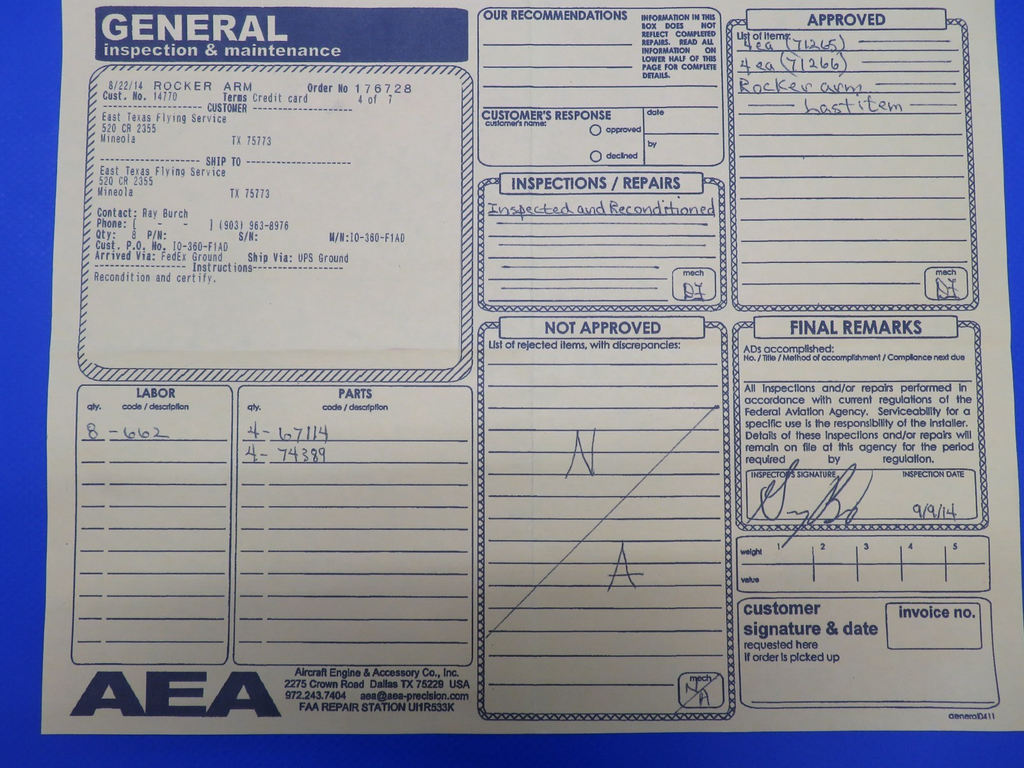 GENERAL
inspection & maintenance
8/22/14 ROCKER ARM Order No 176728
Cust. No. 14770 Terms Credit card 4 of 7
--------------------- CUSTOMER --------------------
East Texas Flying Service
520 CR 2355
Mineola TX 75773
--------------------- SHIP TO ---------------------
East Texas Flying Service
520 CR 2355
Mineola TX 75773
Contact: Ray Burch
Phone: [ - - ] (903) 963-8976
Qty: 8 P/N: S/N: M/N:IO-360-F1AD
Cust. P.O. No. IO-360-F1AD
Arrived Via: FedEx Ground Ship Via: UPS Ground
------------------ Instructions------------------
Recondition and certify.
LABOR
qty. code / description
8 - 662
PARTS
qty. code / description
4- 67114
4- 74389
AEA
Aircraft Engine & Accessory Co., Inc.
2275 Crown Road Dallas TX 75229 USA
972.243.7404 aea@aea-precision.com
FAA REPAIR STATION UI1R533K
OUR RECOMMENDATIONS
INFORMATION IN THIS
BOX DOES NOT
REFLECT COMPLETED
REPAIRS. READ ALL
INFORMATION ON
LOWER HALF OF THIS
PAGE FOR COMPLETE
DETAILS.
CUSTOMER'S RESPONSE
customer's name:
approved
declined
date
by
INSPECTIONS / REPAIRS
Inspected and Reconditioned
mech
NOT APPROVED
List of rejected items, with discrepancies:
N
A
mech
NA
APPROVED
List of items:
4ea (71265)
4ea (71266)
Rocker arm
Last item
mech
FINAL REMARKS
ADs accomplished:
No. / Title / Method of accomplishment / Compliance next due
All inspections and/or repairs performed in
accordance with current regulations of the
Federal Aviation Agency. Serviceability for a
specific use is the responsibility of the installer.
Details of these inspections and/or repairs will
remain on file at this agency for the period
required by regulation.
INSPECTOR'S SIGNATURE INSPECTION DATE
9/9/14
weight 1 2 3 4 5
value
customer
signature & date
requested here
if order is picked up
invoice no.
general0411